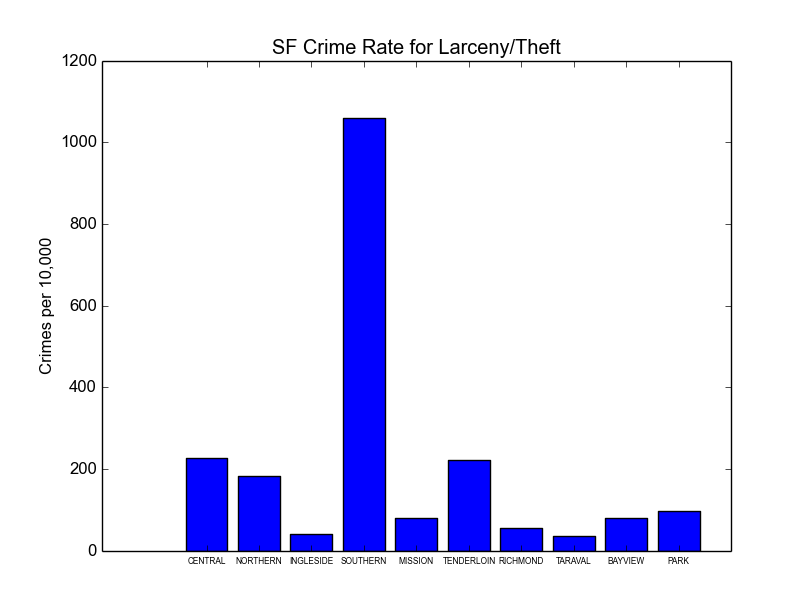 SF Crime Rate for Larceny/Theft
1200
1000
800
600
400
200
0
Crimes per 10,000
CENTRAL NORTHERN INGLESIDE SOUTHERN MISSION TENDERLOIN RICHMOND TARAVAL BAYVIEW PARK